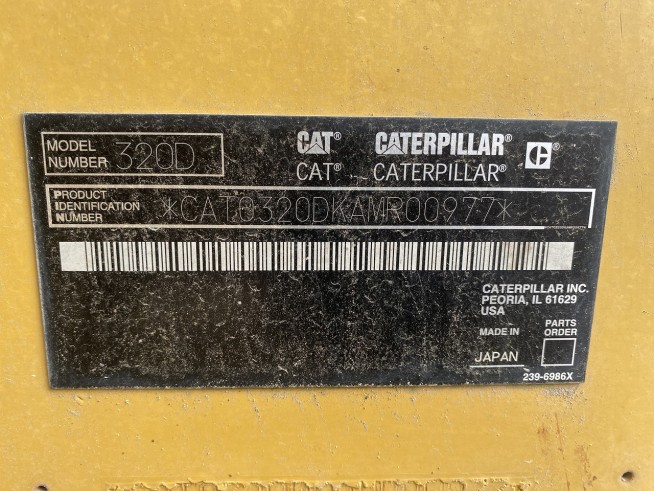 MODEL NUMBER 320D
CAT® CATERPILLAR® C®
CAT® CATERPILLAR®
PRODUCT IDENTIFICATION NUMBER *CAT0320DKAMR00977*
CATERPILLAR INC.
PEORIA, IL 61629
USA
MADE IN JAPAN
PARTS ORDER
239-6986X